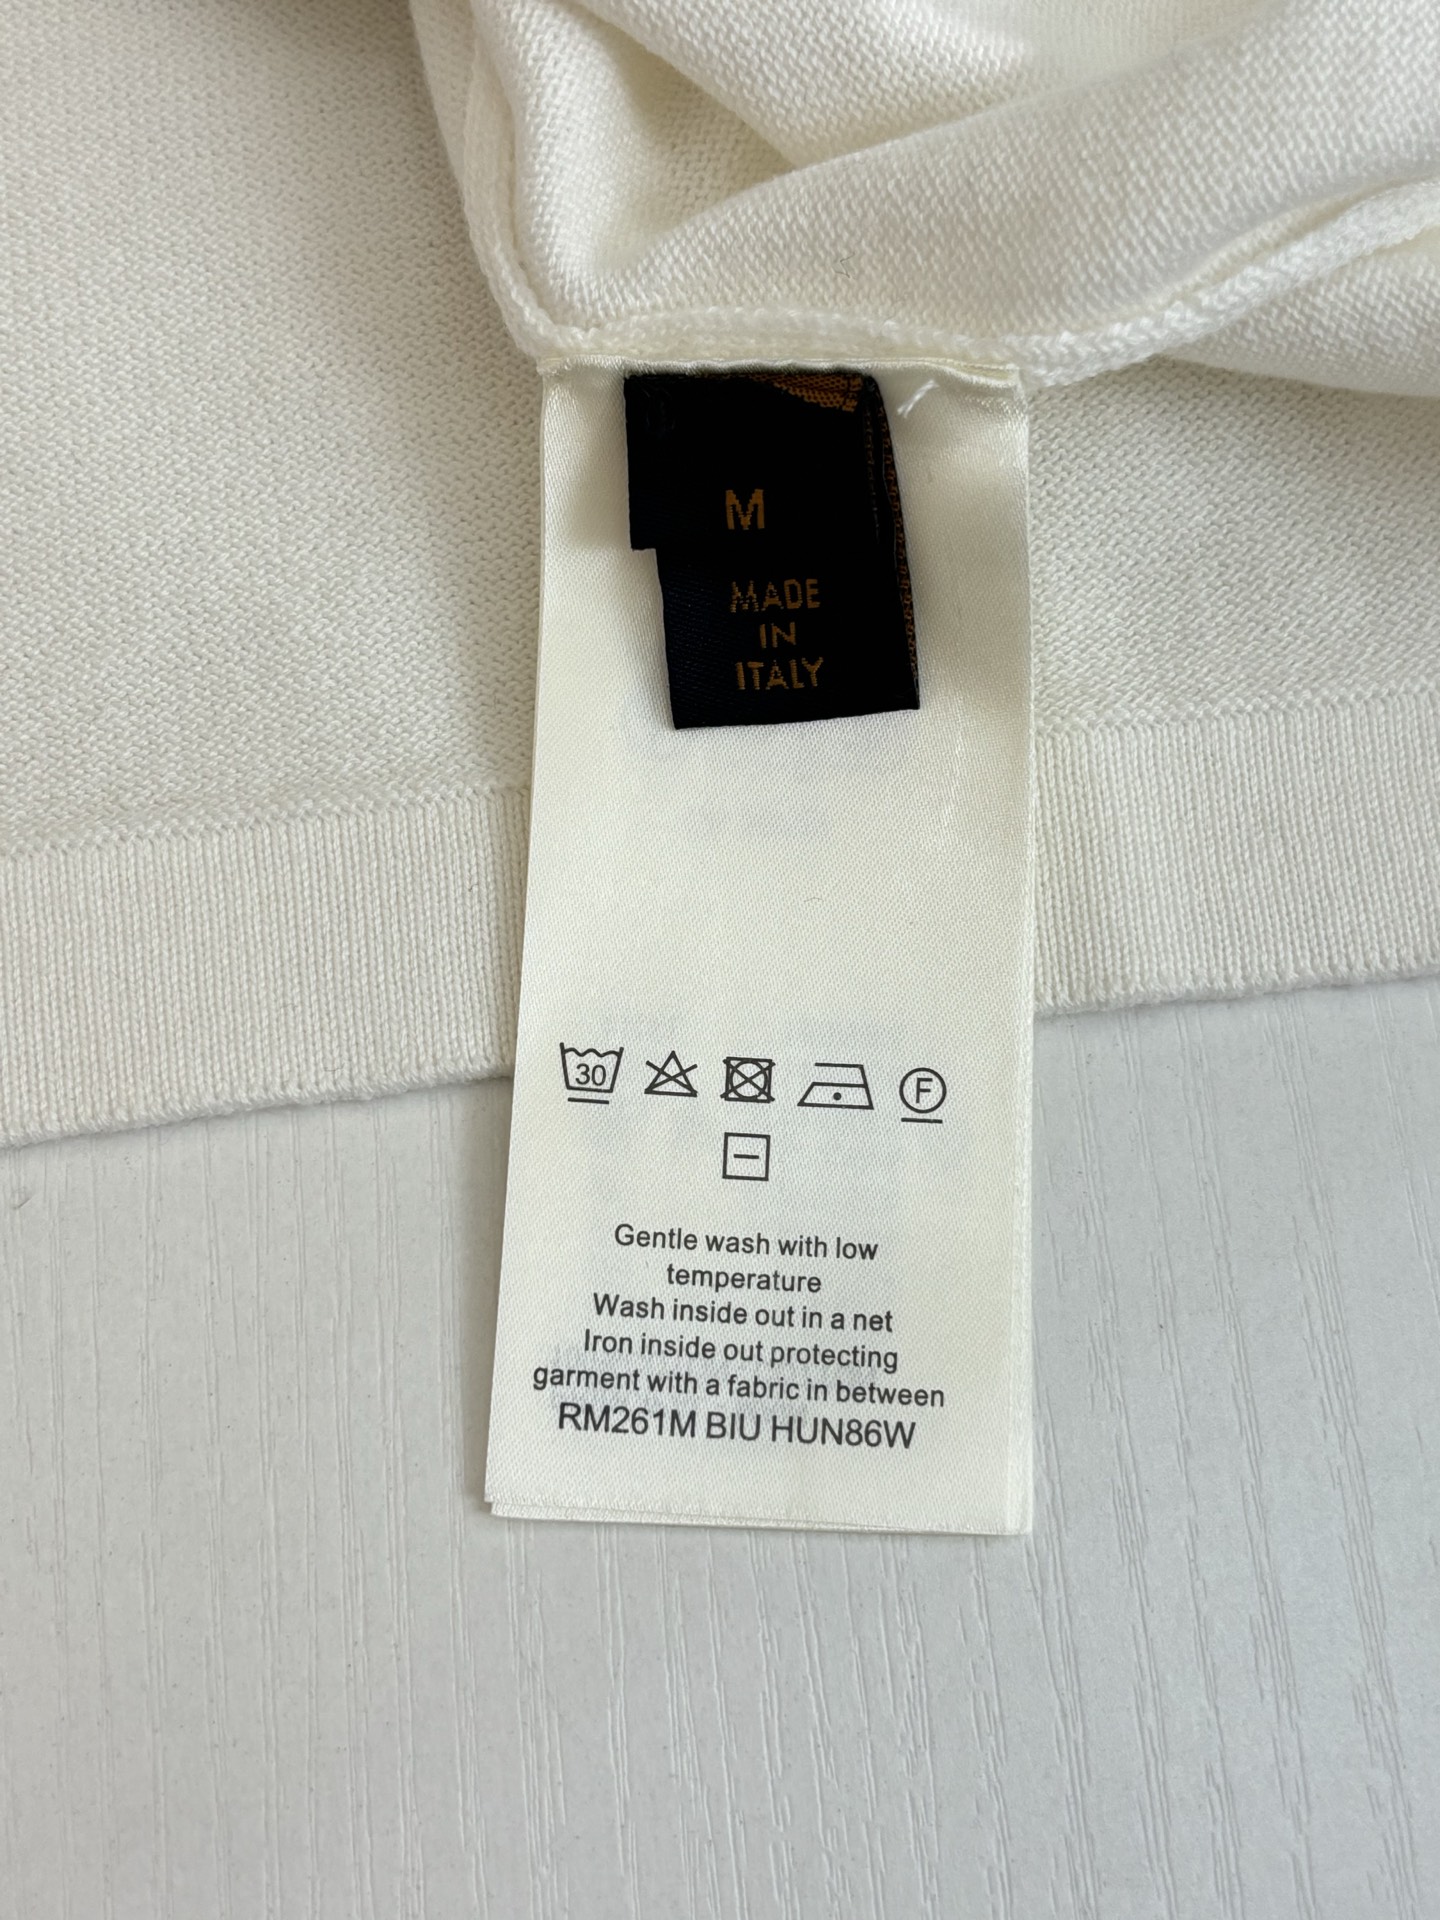 M
MADE
IN
ITALY
30
F
Gentle wash with low
temperature
Wash inside out in a net
Iron inside out protecting
garment with a fabric in between
RM261M BIU HUN86W